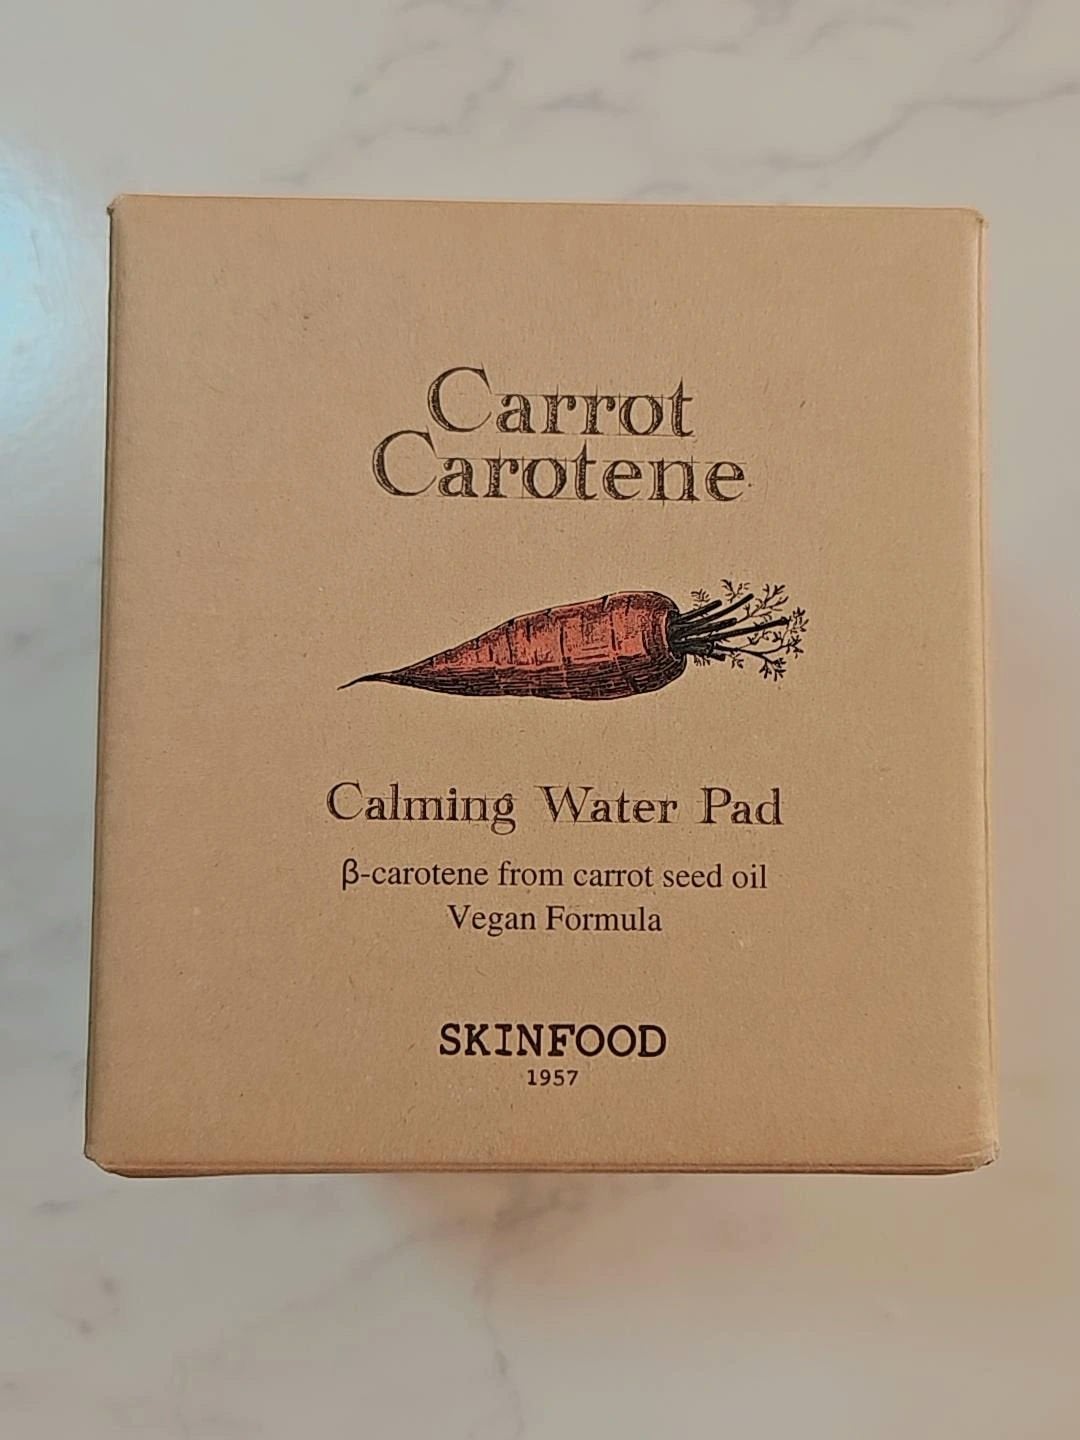 Carrot
Carotene
Calming Water Pad
β-carotene from carrot seed oil
Vegan Formula
SKINFOOD
1957